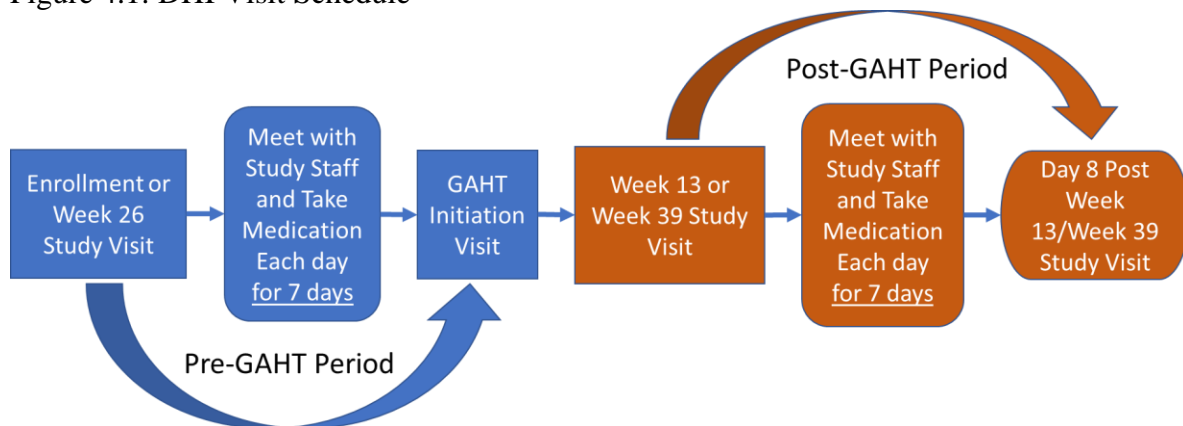 Figure 4.1. Visit Schedule
Post-GAHT Period
Enrollment or
Week 26
Study Visit
Meet with
Study Staff
and Take
Medication
Each day
for 7 days
GAHT
Initiation
Visit
Week 13 or
Week 39 Study
Visit
Meet with
Study Staff
and Take
Medication
Each day
for 7 days
Day 8 Post
Week
13/Week 39
Study Visit
Pre-GAHT Period